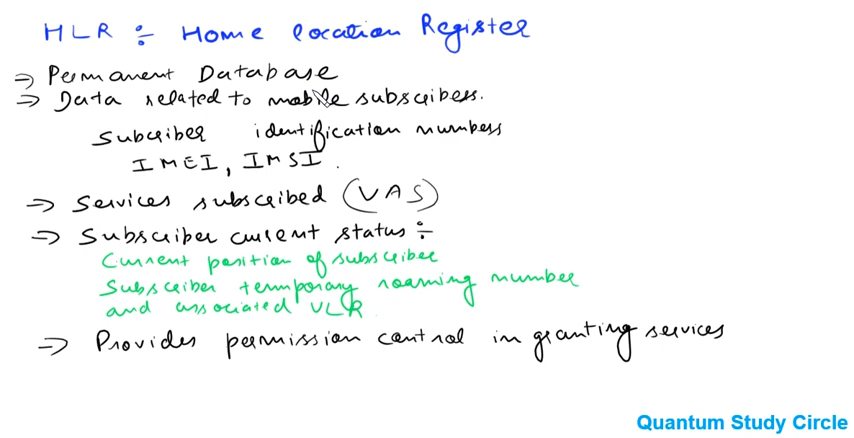 HLR ÷ Home location Register
⇒ Permanent Database
⇒ Data related to mobile subscribers.
Subcriber identification numbers
IMEI, IMSI.
⇒ Services subscribed (VAS)
⇒ Subscriber current status ÷
Current position of subscriber
Subscriber temporary roaming number
and associated VLR
⇒ Provides permission control in granting services
Quantum Study Circle